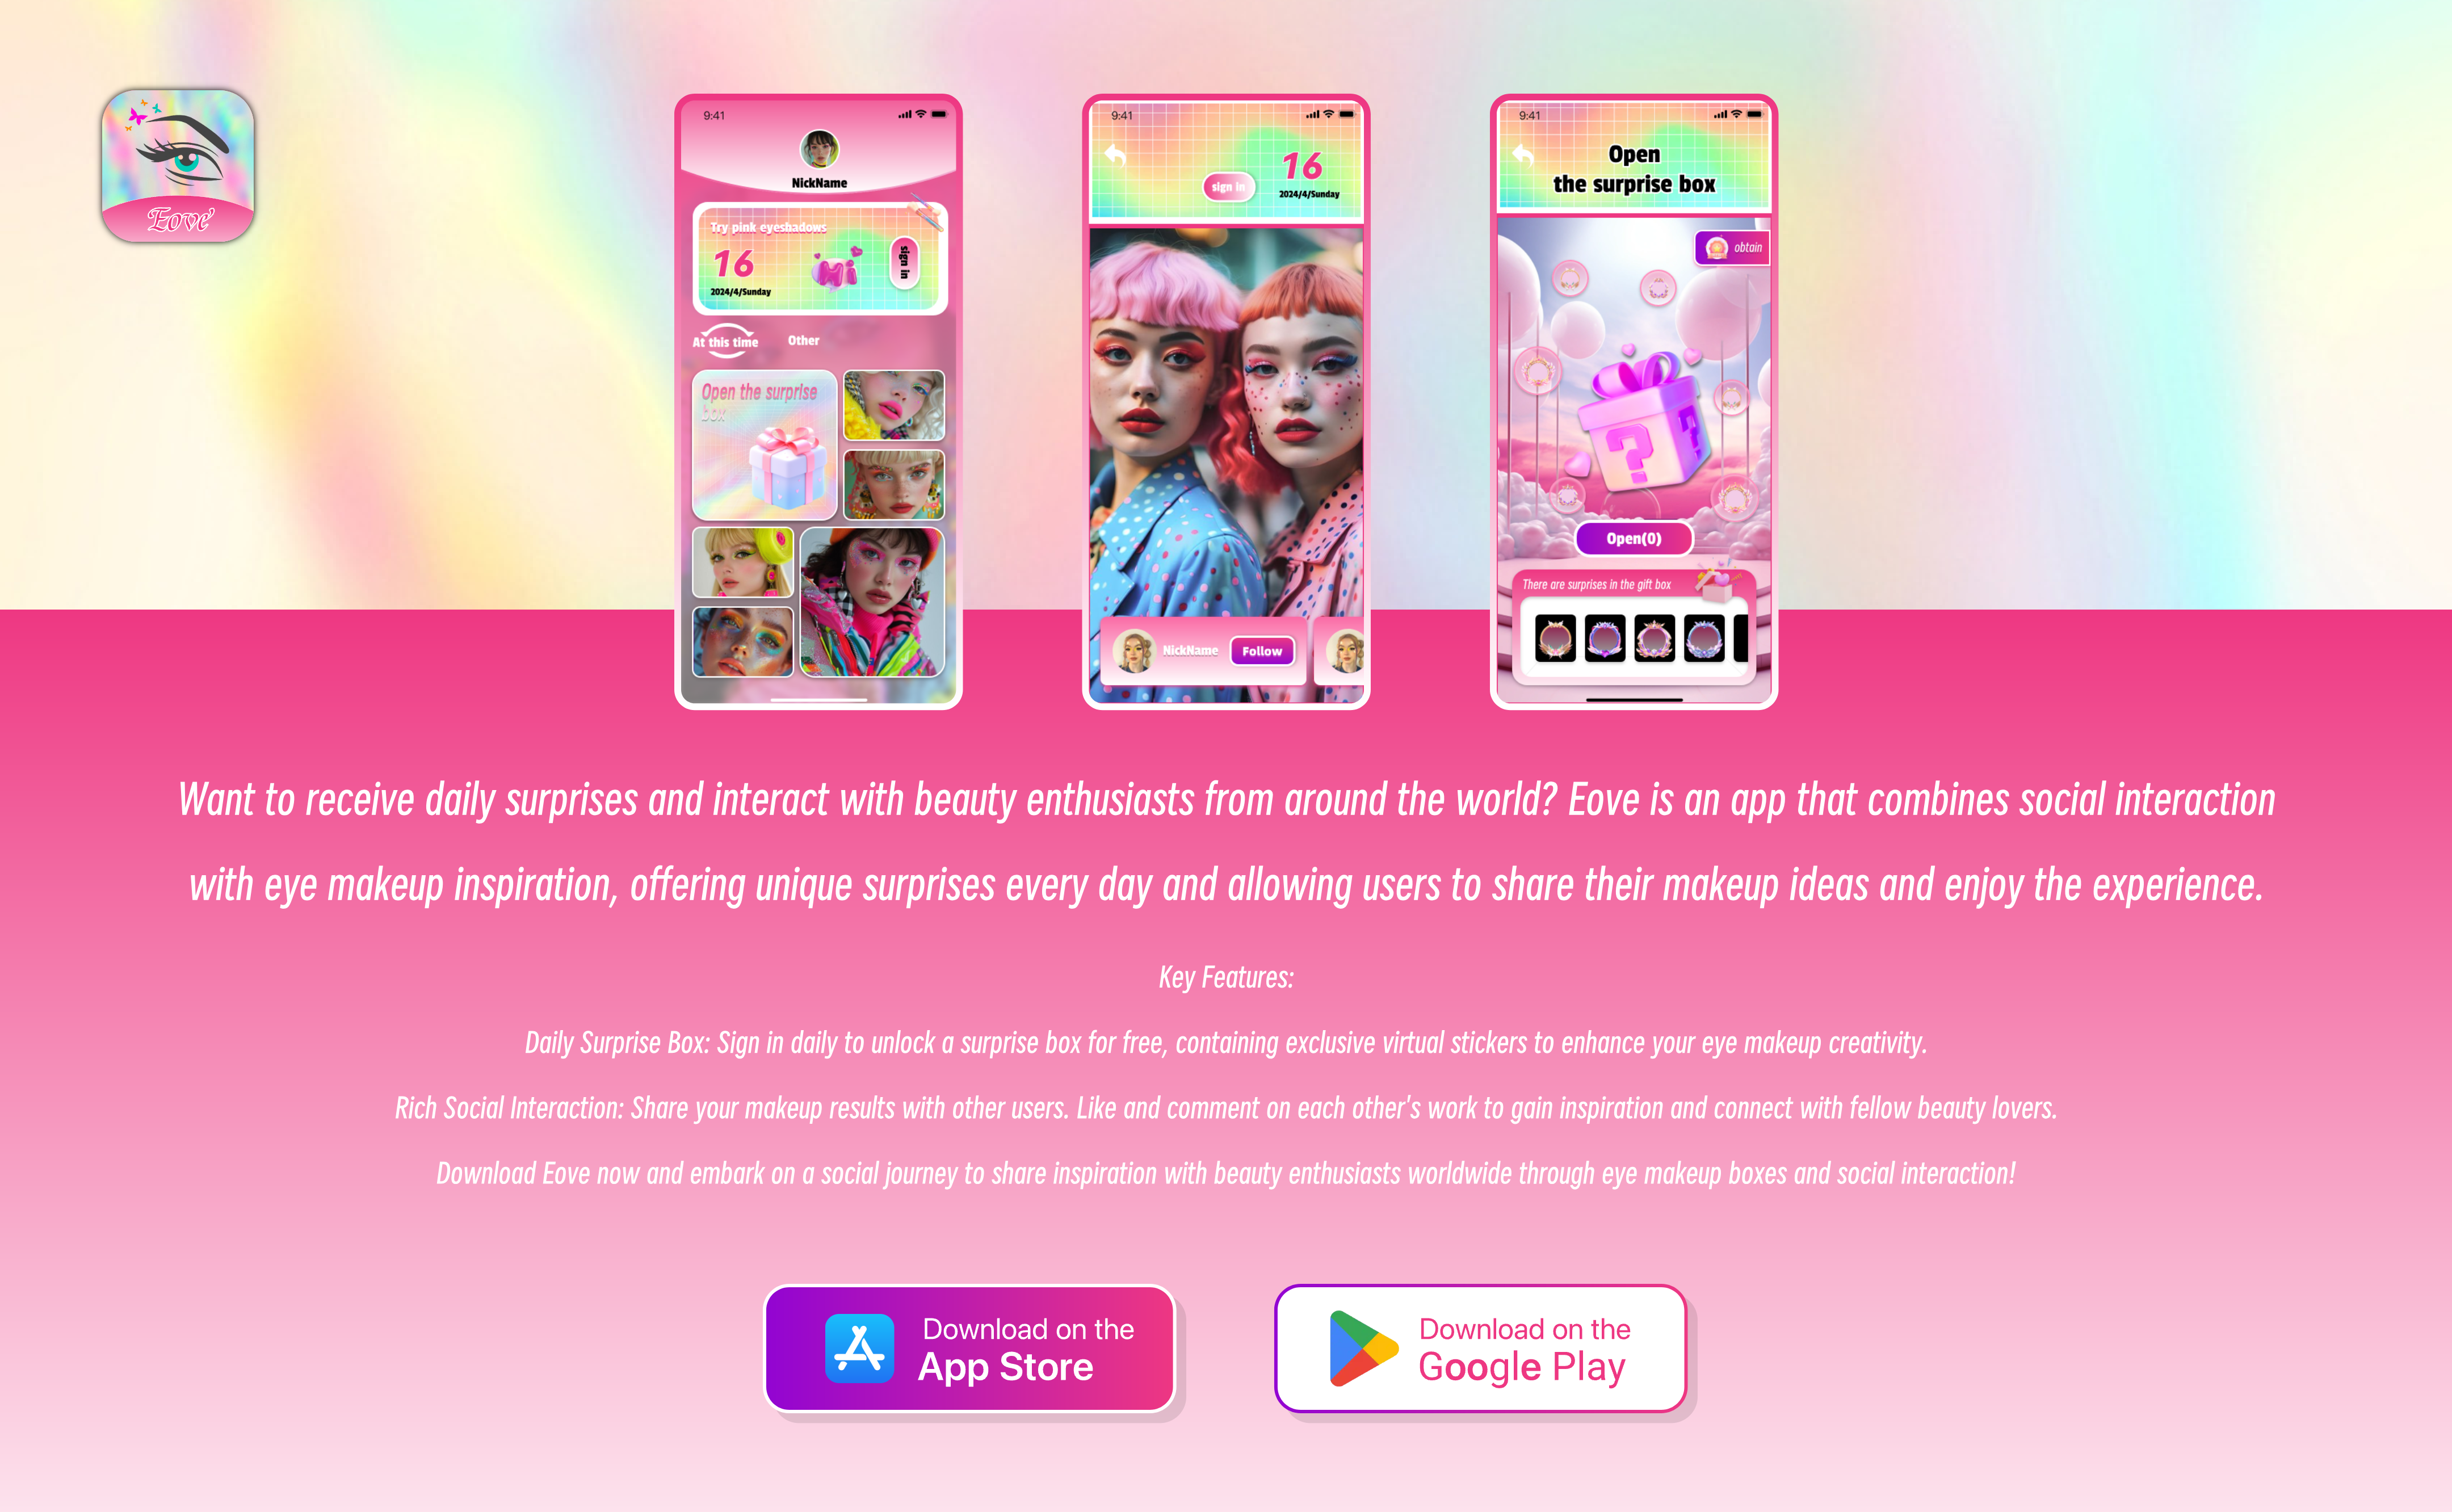 Eove'
9:41
NickName
Try pink eyeshadows
16
2024/4/Sunday
sign in
At this time
Other
Open the surprise
box
9:41
sign in
16
2024/4/Sunday
NickName
Follow
9:41
Open
the surprise box
obtain
Open(0)
There are surprises in the gift box
Want to receive daily surprises and interact with beauty enthusiasts from around the world? Eove is an app that combines social interaction
with eye makeup inspiration, offering unique surprises every day and allowing users to share their makeup ideas and enjoy the experience.
Key Features:
Daily Surprise Box: Sign in daily to unlock a surprise box for free, containing exclusive virtual stickers to enhance your eye makeup creativity.
Rich Social Interaction: Share your makeup results with other users. Like and comment on each other's work to gain inspiration and connect with fellow beauty lovers.
Download Eove now and embark on a social journey to share inspiration with beauty enthusiasts worldwide through eye makeup boxes and social interaction!
Download on the
App Store
Download on the
Google Play